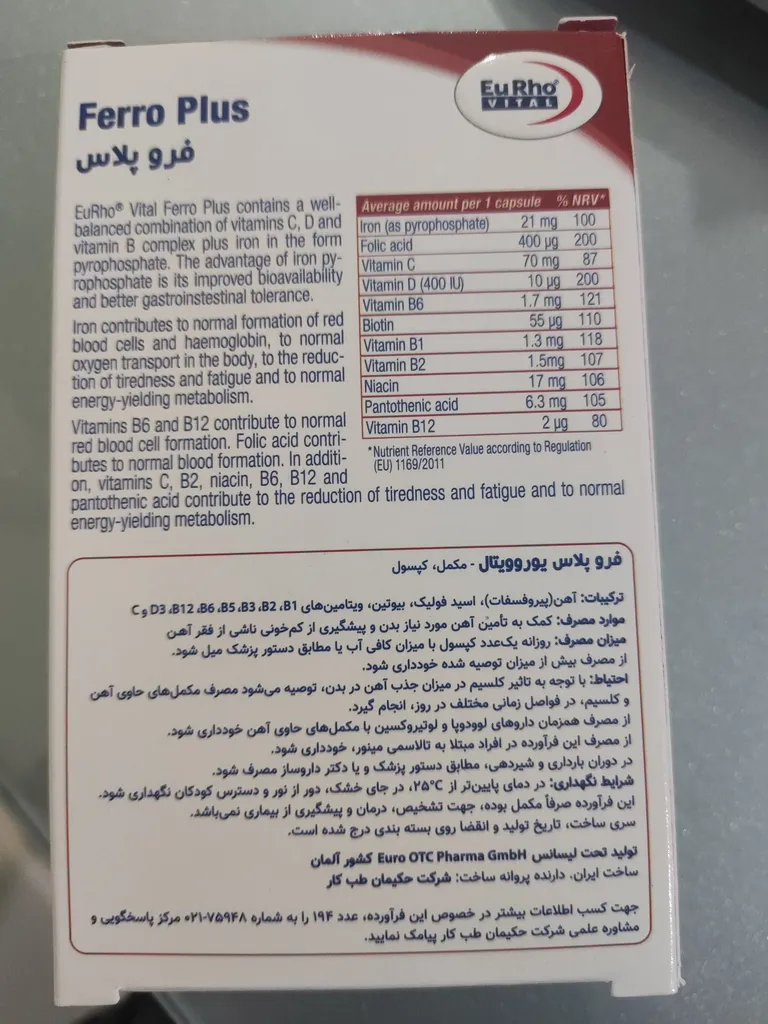 EuRho®
VITAL
Ferro Plus
فرو پلاس
EuRho® Vital Ferro Plus contains a well-
balanced combination of vitamins C, D and
vitamin B complex plus iron in the form
pyrophosphate. The advantage of iron py-
rophosphate is its improved bioavailability
and better gastroinstestinal tolerance.
Iron contributes to normal formation of red
blood cells and haemoglobin, to normal
oxygen transport in the body, to the reduc-
tion of tiredness and fatigue and to normal
energy-yielding metabolism.
Vitamins B6 and B12 contribute to normal
red blood cell formation. Folic acid contri-
butes to normal blood formation. In additi-
on, vitamins C, B2, niacin, B6, B12 and
pantothenic acid contribute to the reduction of tiredness and fatigue and to normal
energy-yielding metabolism.
Average amount per 1 capsule % NRV*
Iron (as pyrophosphate) 21 mg 100
Folic acid 400 µg 200
Vitamin C 70 mg 87
Vitamin D (400 IU) 10 µg 200
Vitamin B6 1.7 mg 121
Biotin 55 µg 110
Vitamin B1 1.3 mg 118
Vitamin B2 1.5mg 107
Niacin 17 mg 106
Pantothenic acid 6.3 mg 105
Vitamin B12 2 µg 80
*Nutrient Reference Value according to Regulation
(EU) 1169/2011
فرو پلاس یوروویتال - مکمل، کپسول
ترکیبات: آهن(پیروفسفات)، اسید فولیک، بیوتین، ویتامین‌های B1، B2، B3، B5، B6، B12، D3 و C
موارد مصرف: کمک به تأمین آهن مورد نیاز بدن و پیشگیری از کم‌خونی ناشی از فقر آهن
میزان مصرف: روزانه یک‌عدد کپسول با میزان کافی آب یا مطابق دستور پزشک میل شود.
از مصرف بیش از میزان توصیه شده خودداری شود.
احتیاط: با توجه به تاثیر کلسیم در میزان جذب آهن در بدن، توصیه می‌شود مصرف مکمل‌های حاوی آهن
و کلسیم، در فواصل زمانی مختلف در روز، انجام گیرد.
از مصرف همزمان داروهای لوودوپا و لوتیروکسین با مکمل‌های حاوی آهن خودداری شود.
از مصرف این فرآورده در افراد مبتلا به تالاسمی مینور، خودداری شود.
در دوران بارداری و شیردهی، مطابق دستور پزشک و یا دکتر داروساز مصرف شود.
شرایط نگهداری: در دمای پایین‌تر از ۲۵°C، در جای خشک، دور از نور و دسترس کودکان نگهداری شود.
این فرآورده صرفاً مکمل بوده، جهت تشخیص، درمان و پیشگیری از بیماری نمی‌باشد.
سری ساخت، تاریخ تولید و انقضا روی بسته بندی درج شده است.
تولید تحت لیسانس Euro OTC Pharma GmbH کشور آلمان
ساخت ایران. دارنده پروانه ساخت: شرکت حکیمان طب کار
جهت کسب اطلاعات بیشتر در خصوص این فرآورده، عدد ۱۹۴ را به شماره ۷۵۹۴۸-۰۲۱ مرکز پاسخگویی و
مشاوره علمی شرکت حکیمان طب کار پیامک نمایید.